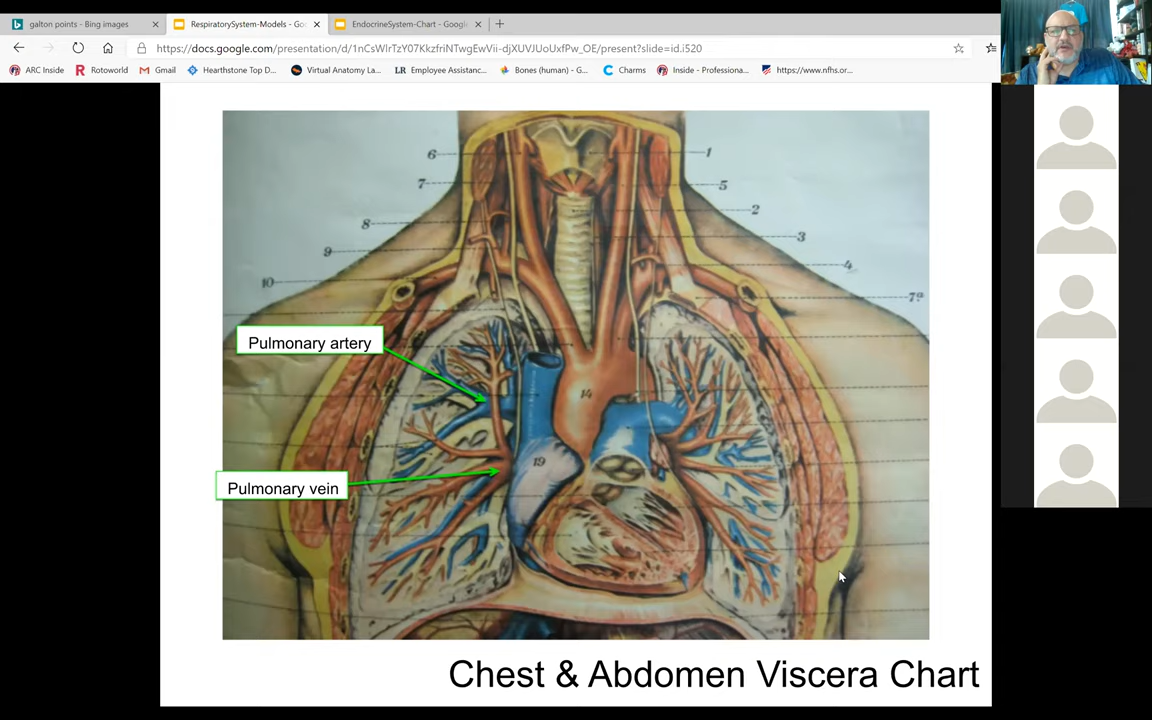 galton points - Bing images
RespiratorySystem-Models - Goo
EndocrineSystem-Chart - Google
https://docs.google.com/presentation/d/1nCsWlrTzY07KkzfriNTwgEwVii-djXUVJUoUxfPw_OE/present?slide=id.i520
ARC Inside
Rotoworld
Gmail
Hearthstone Top D...
Virtual Anatomy La...
LR Employee Assistanc...
Bones (human) - G...
Charms
Inside - Professiona...
https://www.nfhs.or...
6
1
7
5
8
2
9
3
4
10
7a
Pulmonary artery
14
19
Pulmonary vein
Chest & Abdomen Viscera Chart